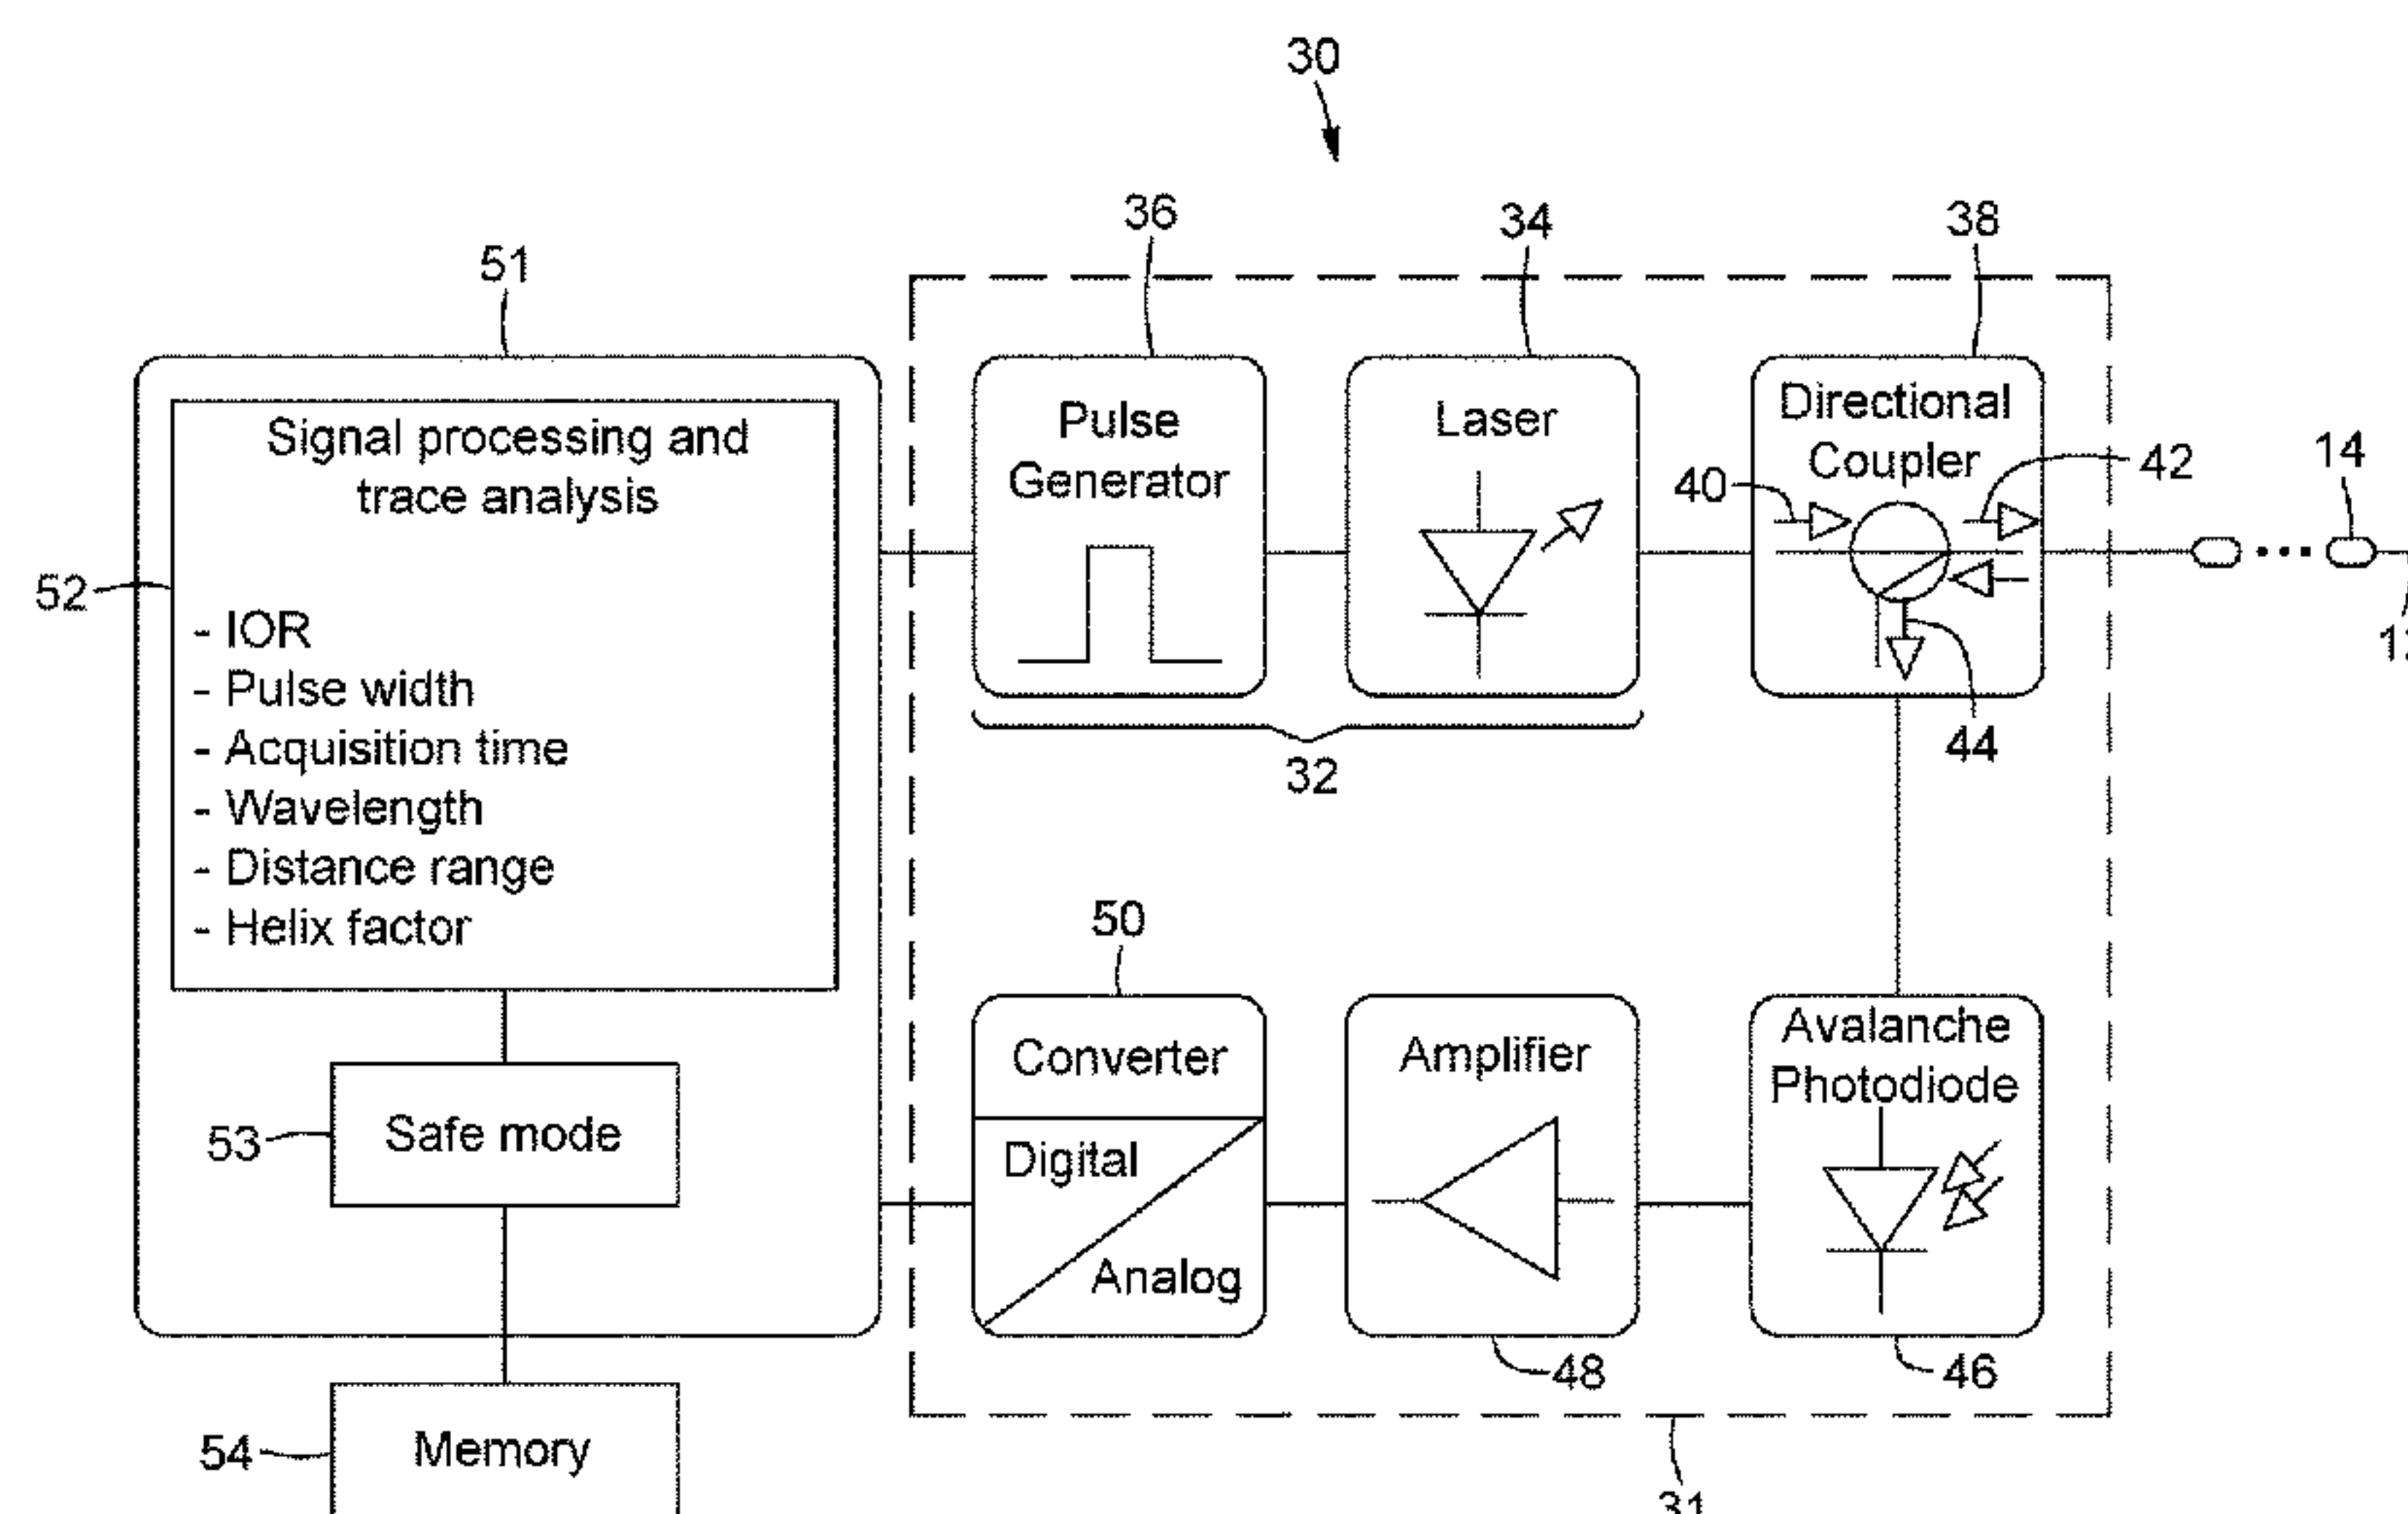 30
36
34
38
51
Signal processing and
trace analysis
Pulse
Generator
Laser
Directional
Coupler
40
42
14
52
- IOR
- Pulse width
- Acquisition time
- Wavelength
- Distance range
- Helix factor
32
44
50
Converter
Digital
Analog
Amplifier
Avalanche
Photodiode
53
Safe mode
48
46
54
Memory
31